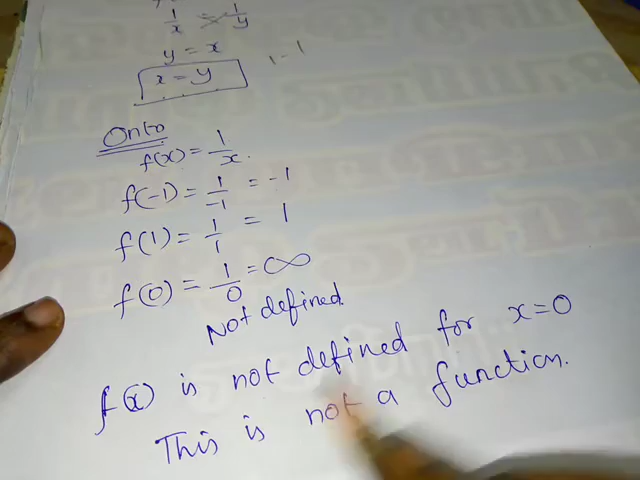 1/x = 1/y
y = x
x = y
1-1
Onto
f(x) = 1/x.
f(-1) = 1/-1 = -1
f(1) = 1/1 = 1
f(0) = 1/0 = ∞
Not defined.
f(x) is not defined for x=0
This is not a function.